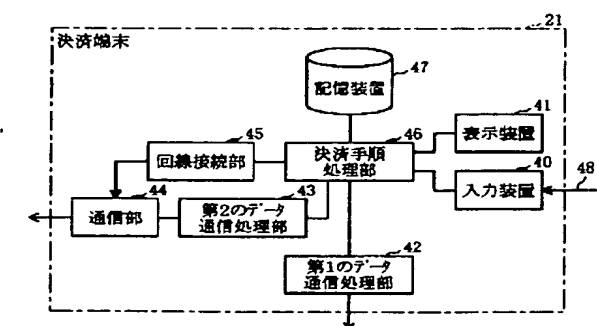 21
決済端末
記憶装置
47
41
表示装置
45
回線接続部
46
決済手順
処理部
40
入力装置
48
44
通信部
43
第2のデータ
通信処理部
42
第1のデータ
通信処理部